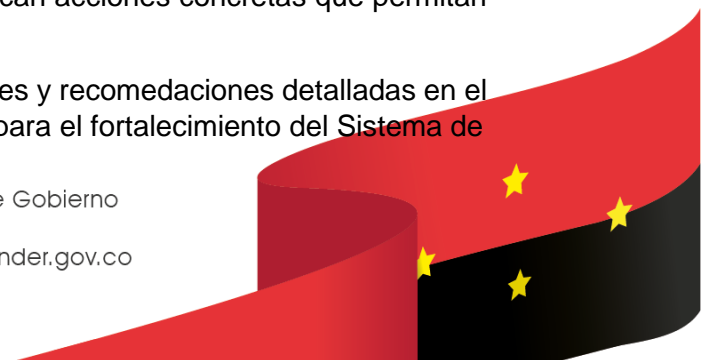 can acciones concretas que permitan
es y recomedaciones detalladas en el
para el fortalecimiento del Sistema de
e Gobierno
nder.gov.co